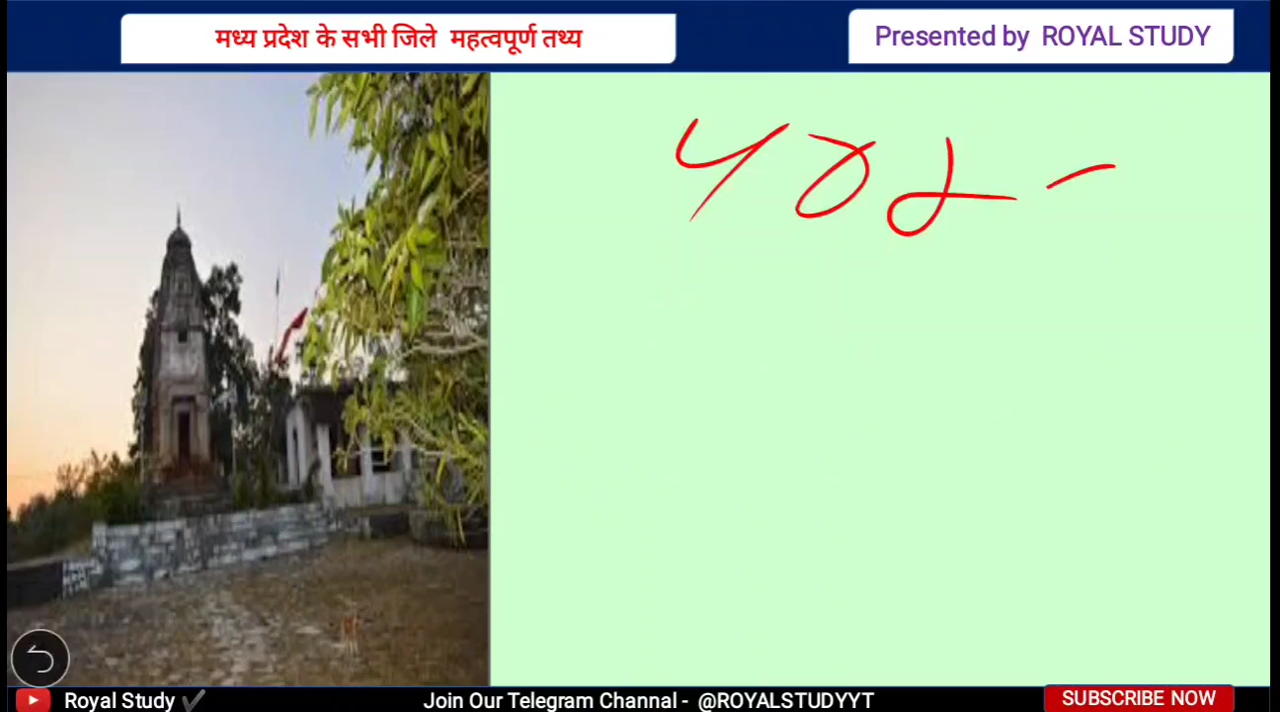 मध्य प्रदेश के सभी जिले महत्वपूर्ण तथ्य
Presented by ROYAL STUDY
Royal Study
Join Our Telegram Channal - @ROYALSTUDYYT
SUBSCRIBE NOW